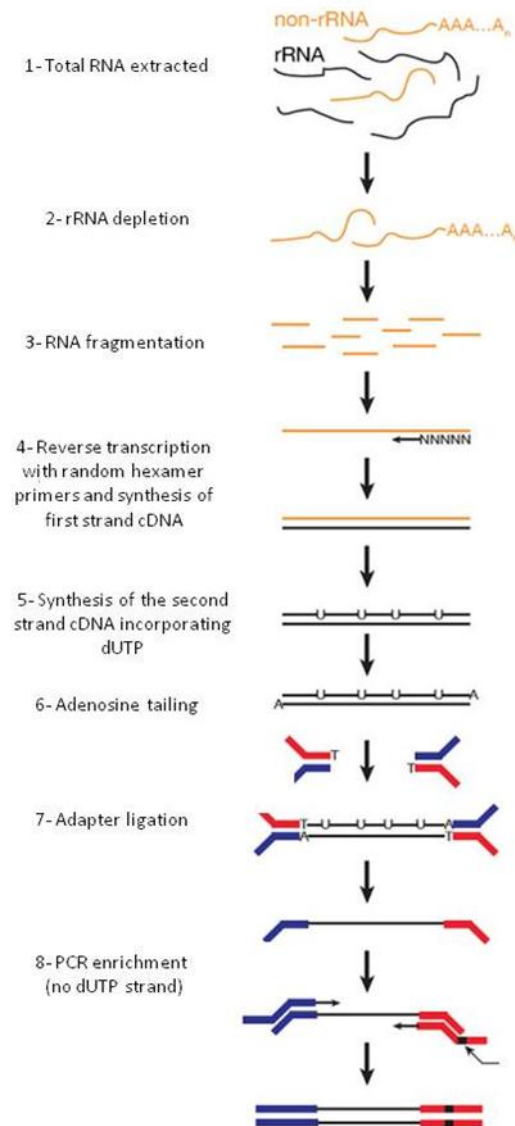 non-rRNA
AAA...An
rRNA
1- Total RNA extracted
2- rRNA depletion
AAA...A
3- RNA fragmentation
NNNNN
4- Reverse transcription
with random hexamer
primers and synthesis of
first strand cDNA
5- Synthesis of the second
strand cDNA incorporating
dUTP
U U U U
6- Adenosine tailing
U U U U A
A
T T
7- Adapter ligation
T U U U U A
A T
8- PCR enrichment
(no dUTP strand)